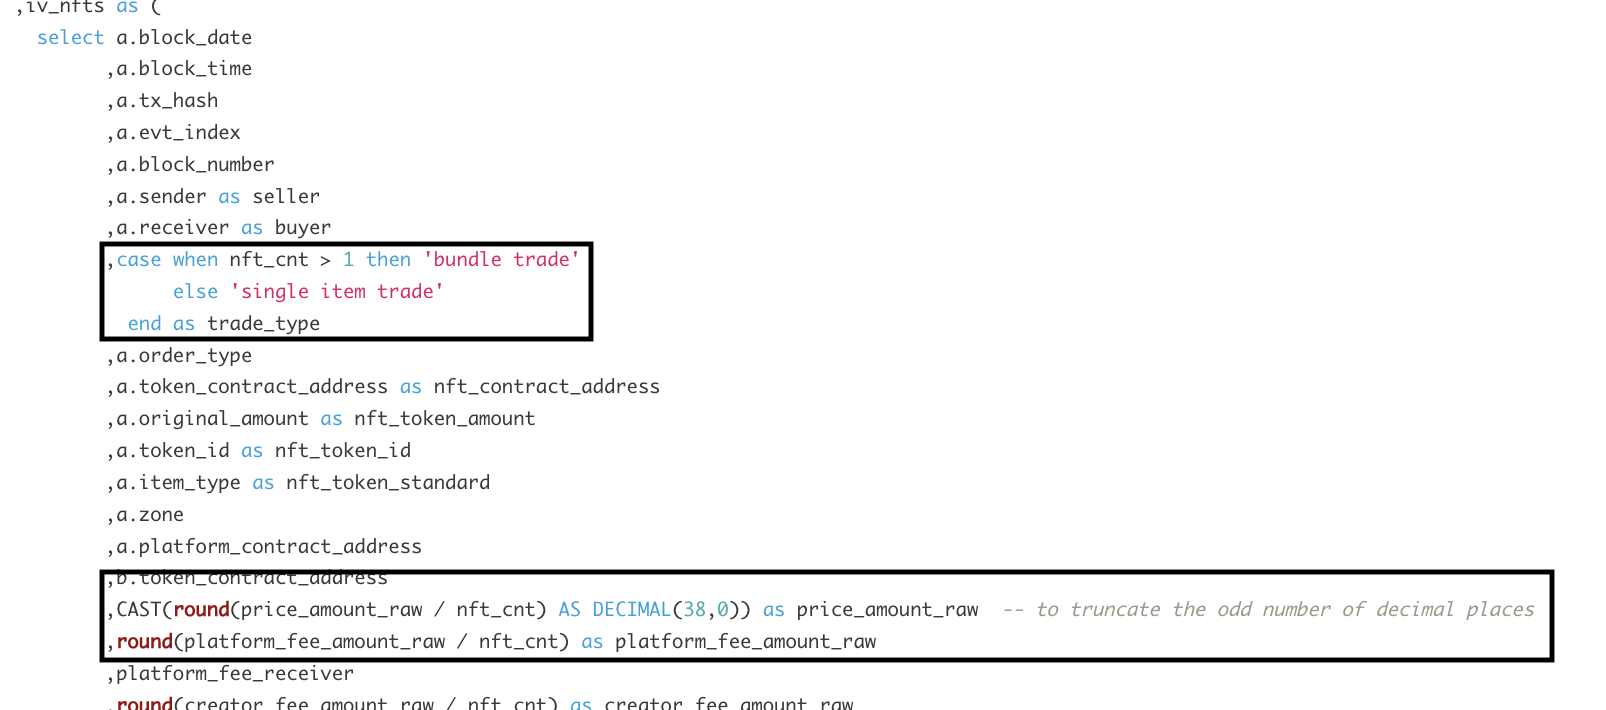 ,iv_nfts as (
select a.block_date
,a.block_time
,a.tx_hash
,a.evt_index
,a.block_number
,a.sender as seller
,a.receiver as buyer
,case when nft_cnt > 1 then 'bundle trade'
else 'single item trade'
end as trade_type
,a.order_type
,a.token_contract_address as nft_contract_address
,a.original_amount as nft_token_amount
,a.token_id as nft_token_id
,a.item_type as nft_token_standard
,a.zone
,a.platform_contract_address
,b.token_contract_address
,CAST(round(price_amount_raw / nft_cnt) AS DECIMAL(38,0)) as price_amount_raw  -- to truncate the odd number of decimal places
,round(platform_fee_amount_raw / nft_cnt) as platform_fee_amount_raw
,platform_fee_receiver
,round(creator_fee_amount_raw / nft_cnt) as creator_fee_amount_raw